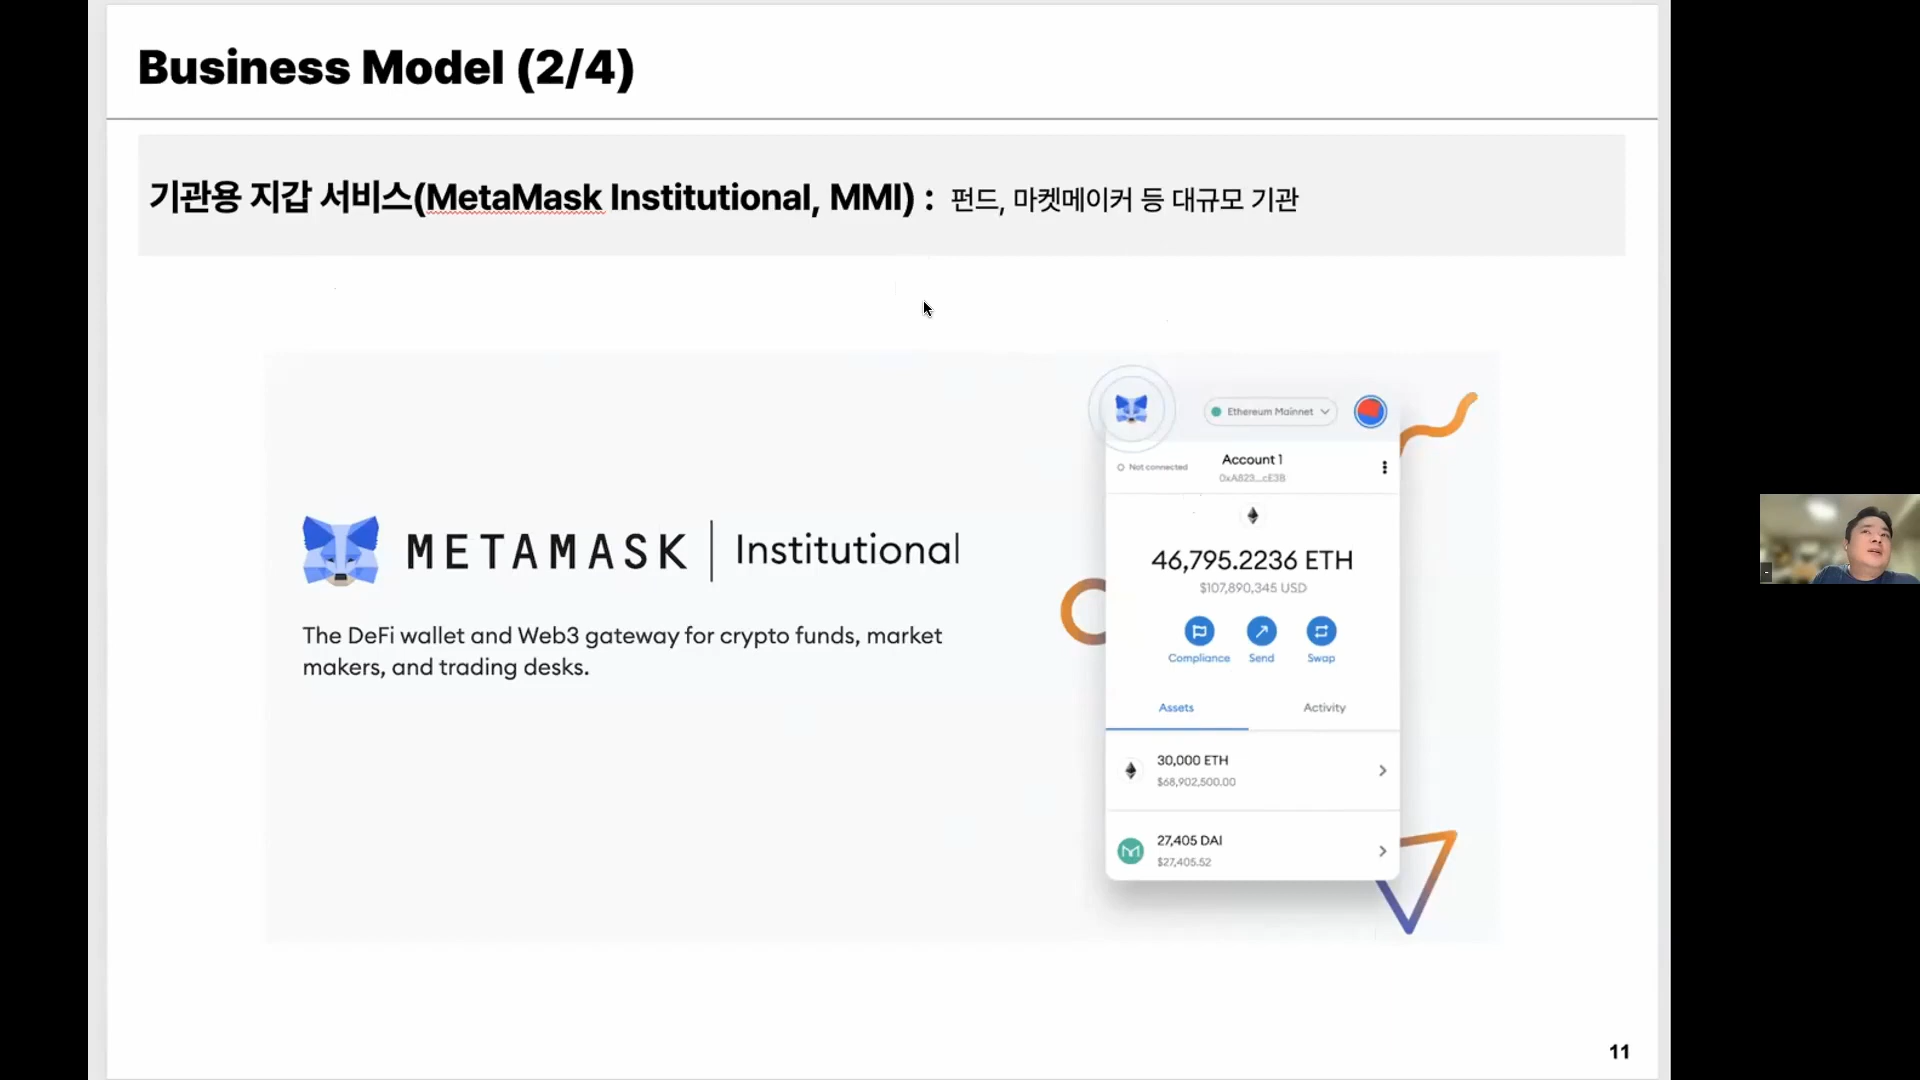 Business Model (2/4)
기관용 지갑 서비스(MetaMask Institutional, MMI) : 펀드, 마켓메이커 등 대규모 기관
METAMASK | Institutional
The DeFi wallet and Web3 gateway for crypto funds, market
makers, and trading desks.
Ethereum Mainnet
Not connected
Account 1
0xA823...cE3B
46,795.2236 ETH
$107,890,345 USD
Compliance Send Swap
Assets Activity
30,000 ETH
$68,902,500.00
27,405 DAI
$27,405.52
11